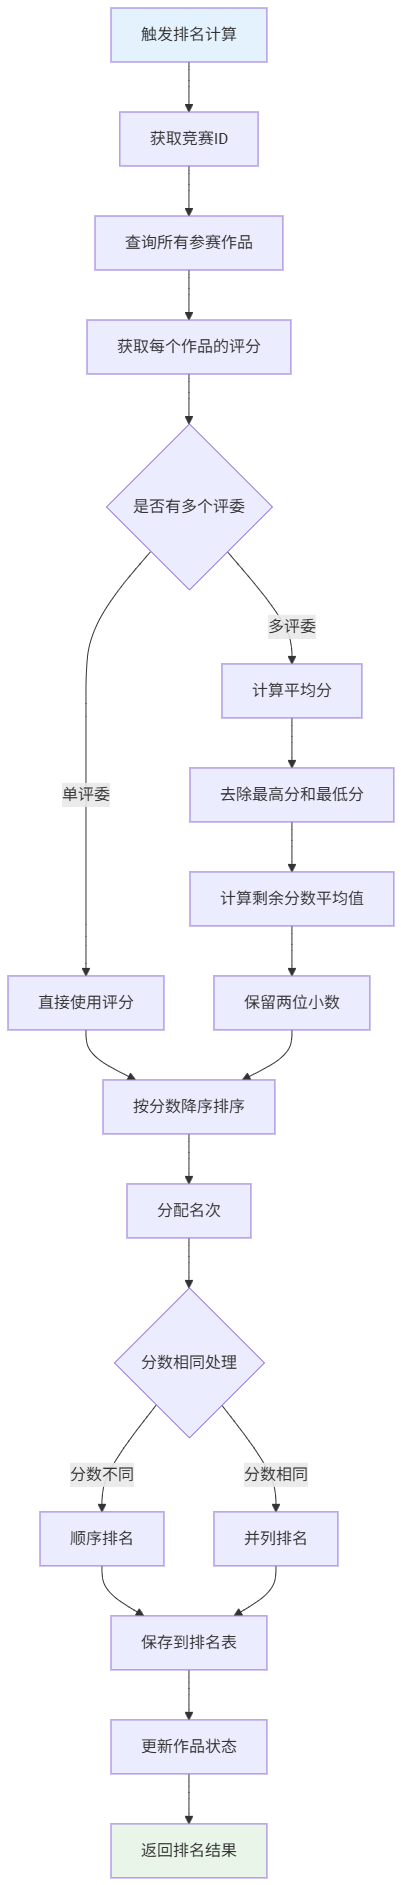 触发排名计算
获取竞赛ID
查询所有参赛作品
获取每个作品的评分
是否有多个评委
多评委
计算平均分
去除最高分和最低分
单评委
计算剩余分数平均值
直接使用评分
保留两位小数
按分数降序排序
分配名次
分数相同处理
分数不同
分数相同
顺序排名
并列排名
保存到排名表
更新作品状态
返回排名结果